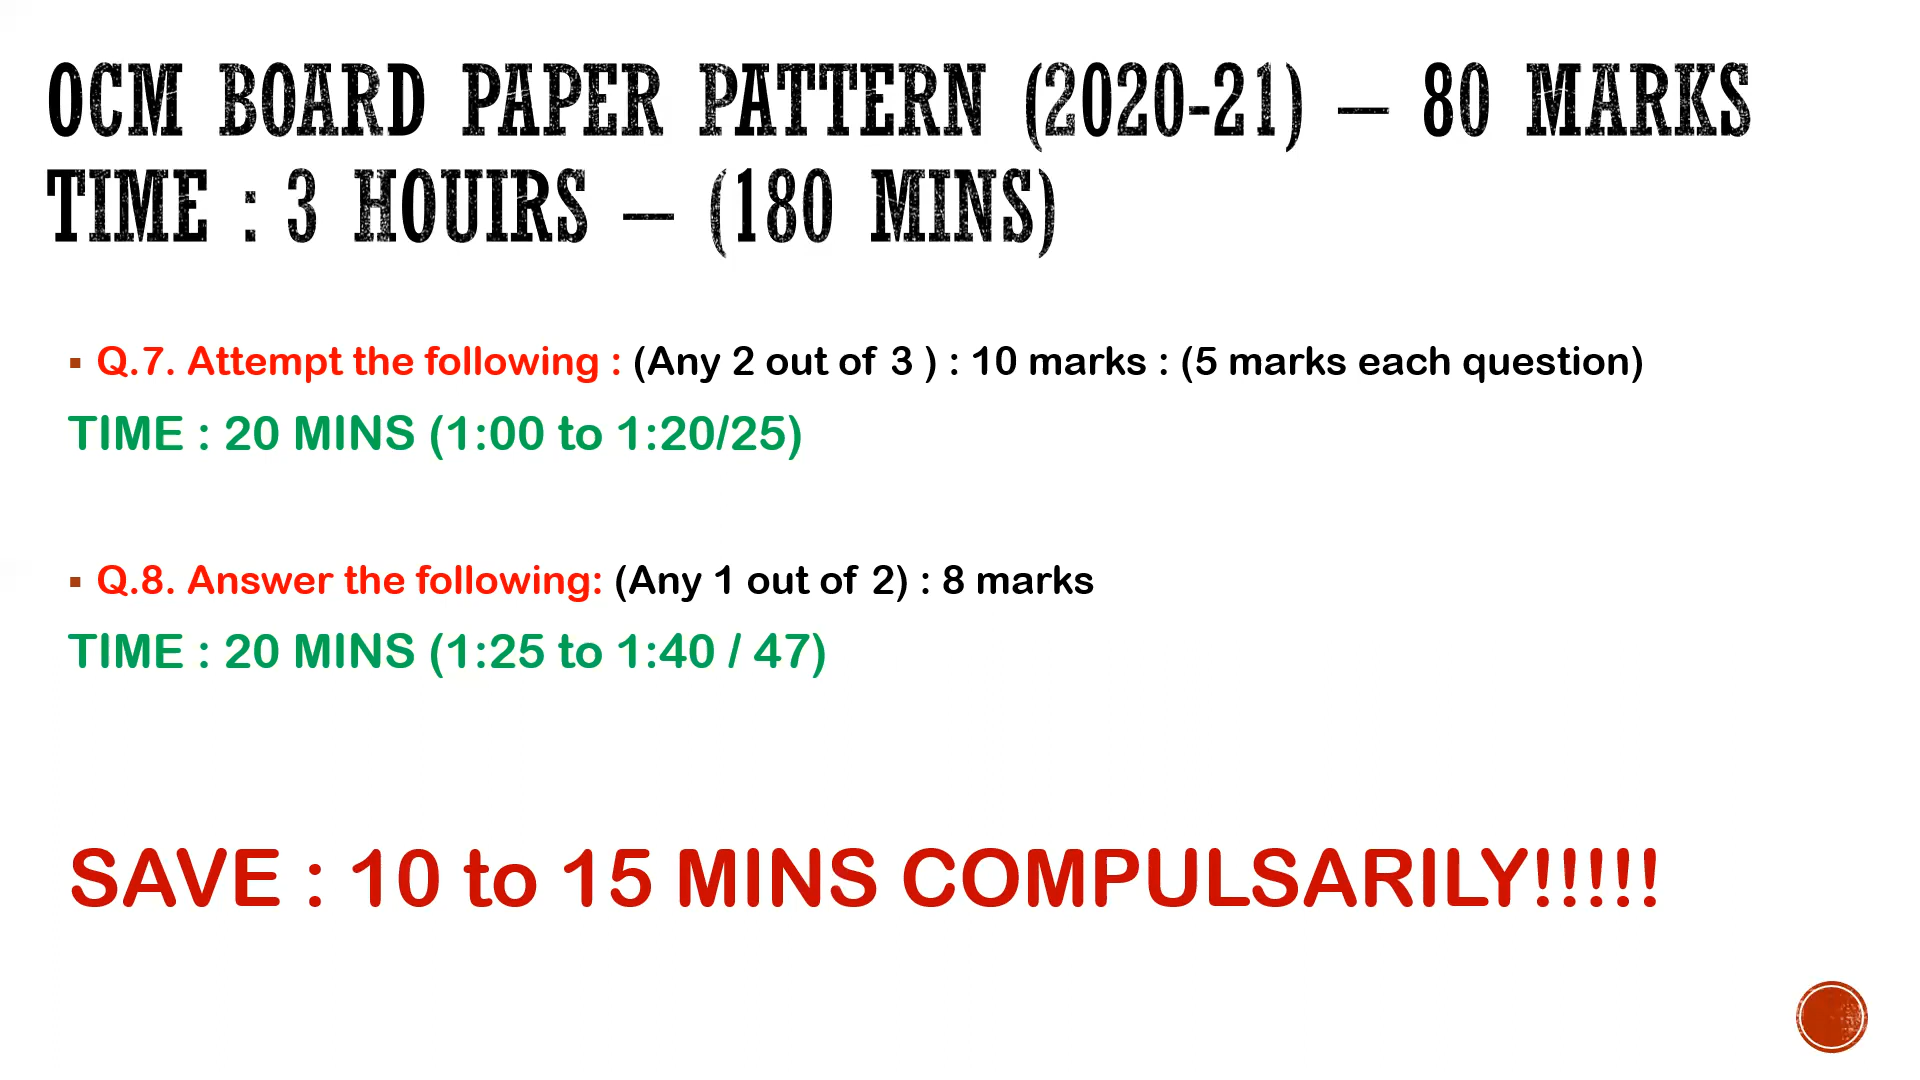 OCM BOARD PAPER PATTERN (2020-21) – 80 MARKS
TIME : 3 HOUIRS – (180 MINS)
▪ Q.7. Attempt the following : (Any 2 out of 3 ) : 10 marks : (5 marks each question)
TIME : 20 MINS (1:00 to 1:20/25)
▪ Q.8. Answer the following: (Any 1 out of 2) : 8 marks
TIME : 20 MINS (1:25 to 1:40 / 47)
SAVE : 10 to 15 MINS COMPULSARILY!!!!!